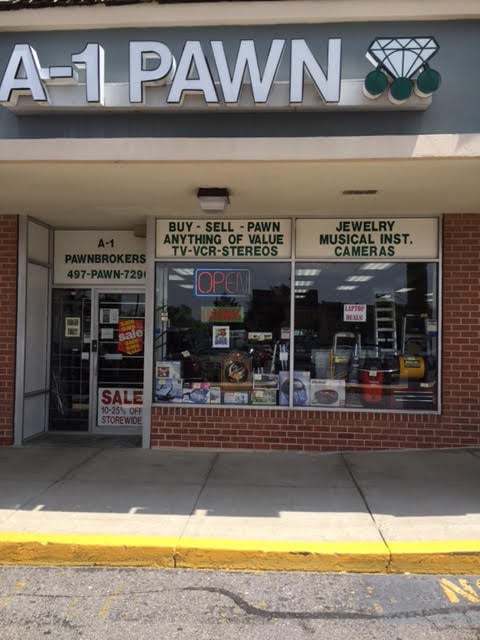 A-1 PAWN
BUY - SELL - PAWN
ANYTHING OF VALUE
TV-VCR-STEREOS
JEWELRY
MUSICAL INST.
CAMERAS
A-1
PAWNBROKERS
497-PAWN-729
OPEN
LAPTOP
DEALS!
sale
SALE
10-25% OFF
STOREWIDE